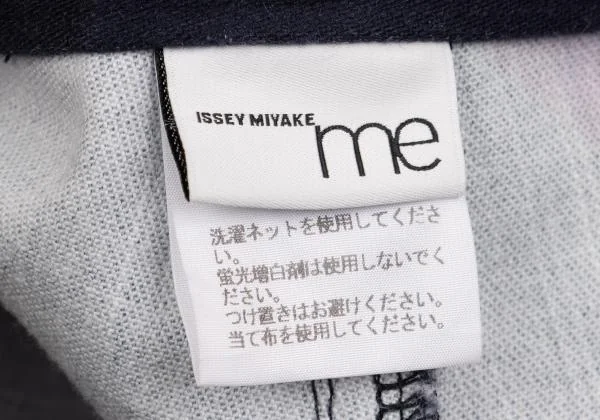 ISSEY MIYAKE me
洗濯ネットを使用してくださ
い。
蛍光増白剤は使用しないでく
ださい。
つけ置きはお避けください。
当て布を使用してください。